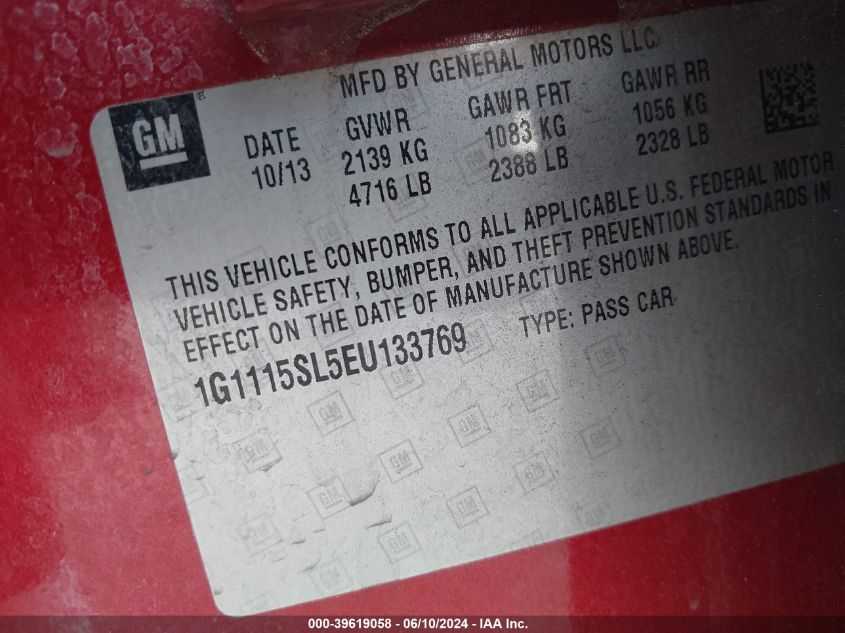 MFD BY GENERAL MOTORS LLC
GM
DATE GVWR GAWR FRT GAWR RR
10/13 2139 KG 1083 KG 1056 KG
4716 LB 2388 LB 2328 LB
THIS VEHICLE CONFORMS TO ALL APPLICABLE U.S. FEDERAL MOTOR
VEHICLE SAFETY, BUMPER, AND THEFT PREVENTION STANDARDS IN
EFFECT ON THE DATE OF MANUFACTURE SHOWN ABOVE.
1G1115SL5EU133769 TYPE: PASS CAR
000-39619058 - 06/10/2024 - IAA Inc.